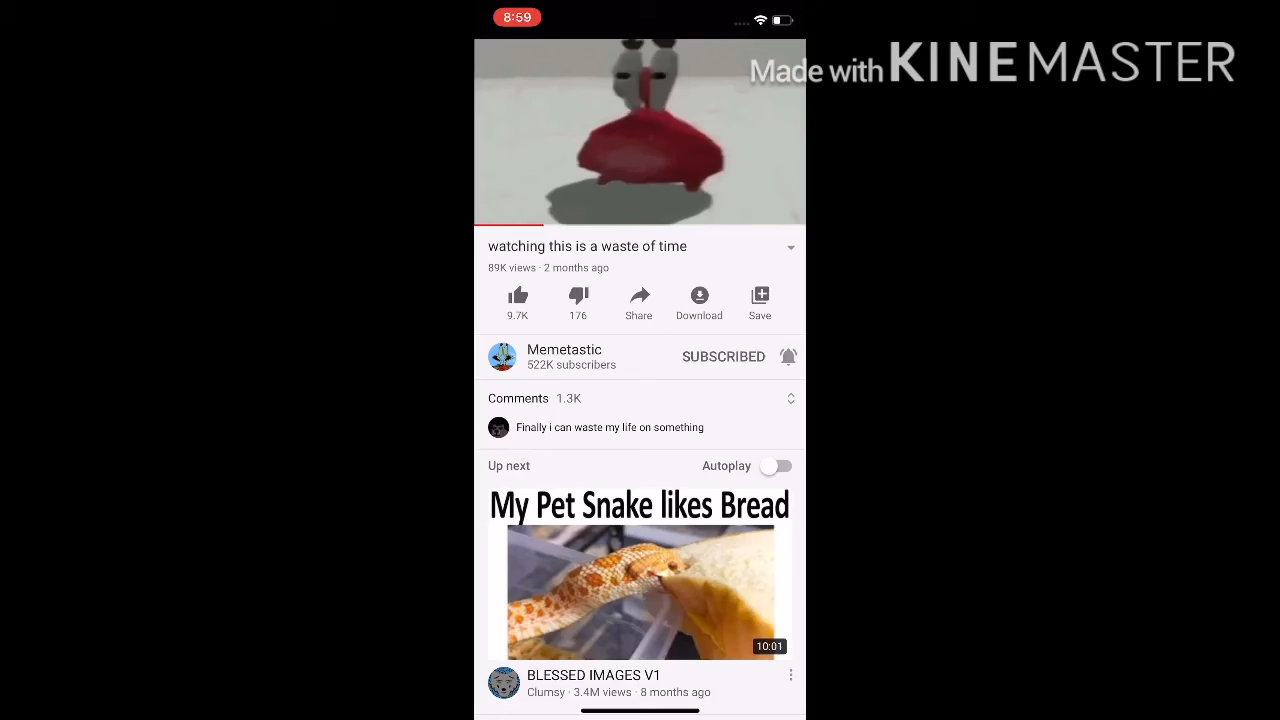 8:59
Made with KINEMASTER
watching this is a waste of time
89K views · 2 months ago
9.7K 176 Share Download Save
Memetastic
522K subscribers
SUBSCRIBED
Comments 1.3K
Finally i can waste my life on something
Up next Autoplay
My Pet Snake likes Bread
10:01
BLESSED IMAGES V1
Clumsy · 3.4M views · 8 months ago